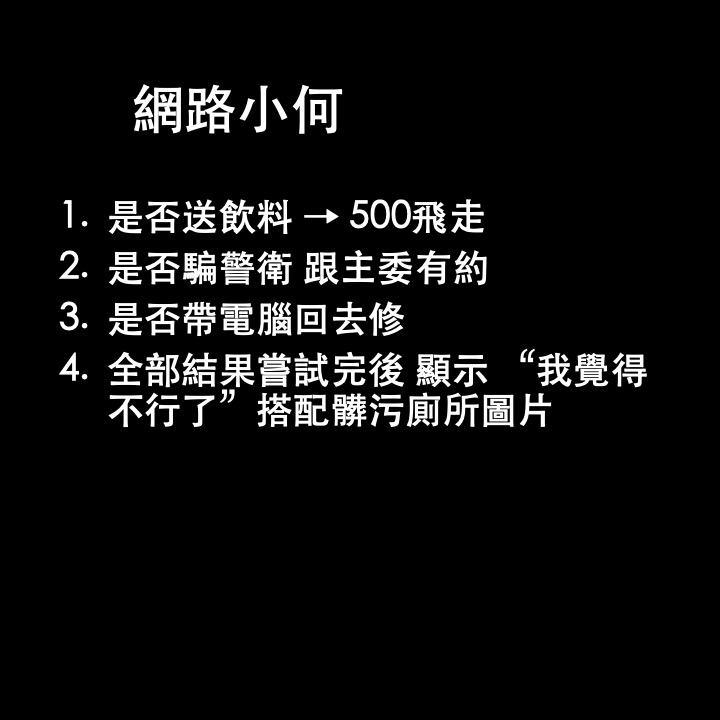 網路小何
1. 是否送飲料 → 500飛走
2. 是否騙警衛 跟主委有約
3. 是否帶電腦回去修
4. 全部結果嘗試完後 顯示 “我覺得
不行了” 搭配髒污廁所圖片